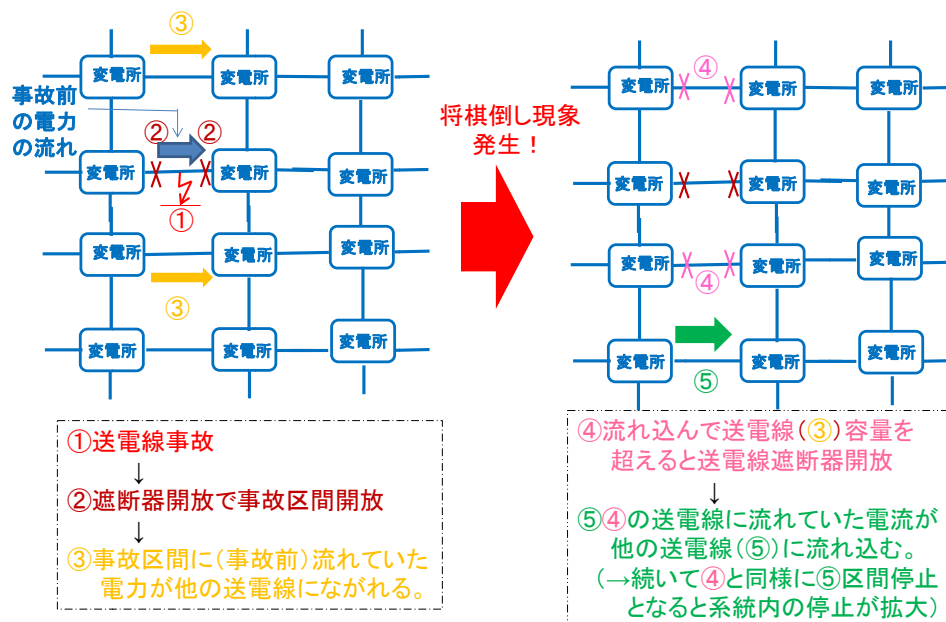 ③
変電所 変電所 変電所
事故前
の電力
の流れ
② ②
変電所 変電所 変電所
①
変電所 変電所 変電所
③
変電所 変電所 変電所
将棋倒し現象
発生！
④
変電所 変電所 変電所
変電所 変電所 変電所
変電所 変電所 変電所
④
変電所 変電所 変電所
⑤
①送電線事故
↓
②遮断器開放で事故区間開放
↓
③事故区間に（事故前）流れていた
電力が他の送電線にながれる。
④流れ込んで送電線（③）容量を
超えると送電線遮断器開放
↓
⑤④の送電線に流れていた電流が
他の送電線（⑤）に流れ込む。
（→続いて④と同様に⑤区間停止
となると系統内の停止が拡大）